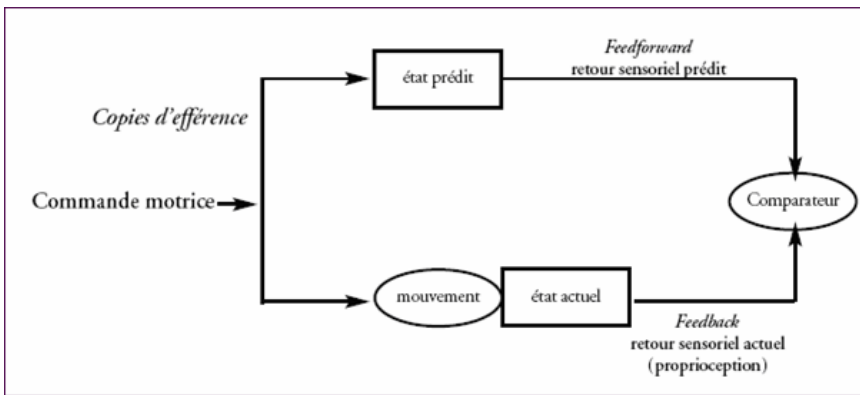 Feedforward
retour sensoriel prédit
état prédit
Copies d'efférence
Commande motrice
Comparateur
mouvement
état actuel
Feedback
retour sensoriel actuel
(proprioception)